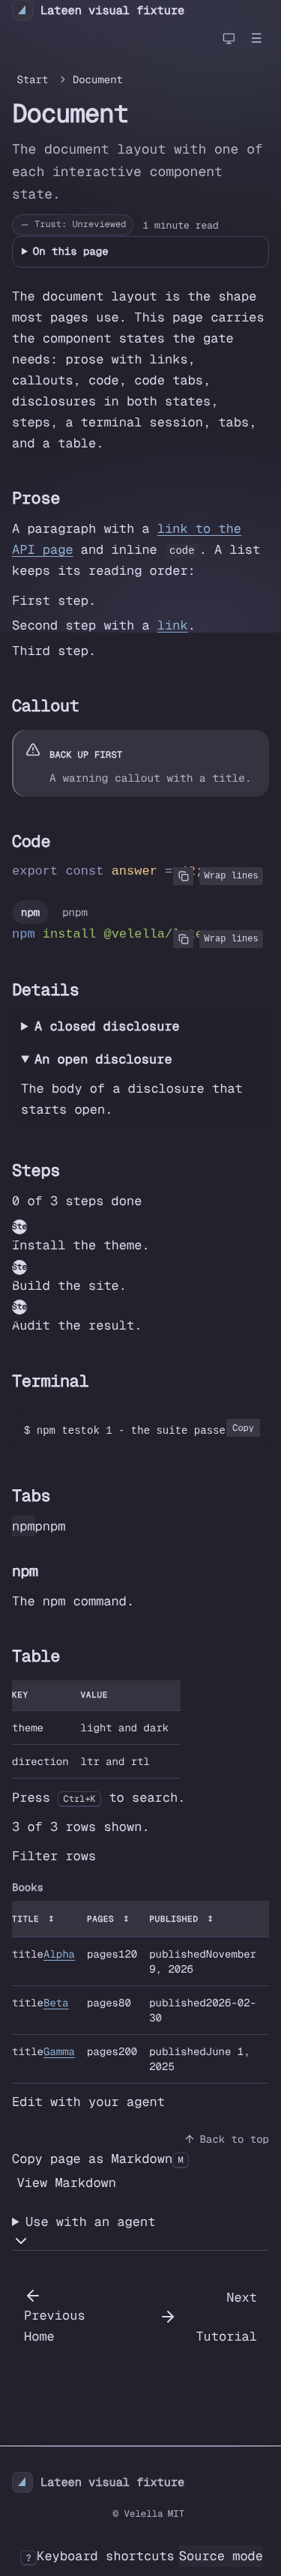 Lateen visual fixture
Start > Document
Document
The document layout with one of
each interactive component
state.
— Trust: Unreviewed 1 minute read
▶ On this page
The document layout is the shape
most pages use. This page carries
the component states the gate
needs: prose with links,
callouts, code, code tabs,
disclosures in both states,
steps, a terminal session, tabs,
and a table.
Prose
A paragraph with a link to the
API page and inline code. A list
keeps its reading order:
First step.
Second step with a link.
Third step.
Callout
BACK UP FIRST
A warning callout with a title.
Code
export const answer =
Wrap lines
npm pnpm
npm install @velella/
Wrap lines
Details
▶ A closed disclosure
▼ An open disclosure
The body of a disclosure that
starts open.
Steps
0 of 3 steps done
Ste
Install the theme.
Ste
Build the site.
Ste
Audit the result.
Terminal
$ npm testok 1 - the suite passe
Copy
Tabs
npmpnpm
npm
The npm command.
Table
KEY VALUE
theme light and dark
direction ltr and rtl
Press Ctrl+K to search.
3 of 3 rows shown.
Filter rows
Books
TITLE ↕ PAGES ↕ PUBLISHED ↕
titleAlpha pages120 publishedNovember
9, 2026
titleBeta pages80 published2026-02-
30
titleGamma pages200 publishedJune 1,
2025
Edit with your agent
↑ Back to top
Copy page as Markdown M
View Markdown
▶ Use with an agent
← Previous
Home
Next →
Tutorial
Lateen visual fixture
© Velella MIT
? Keyboard shortcuts Source mode